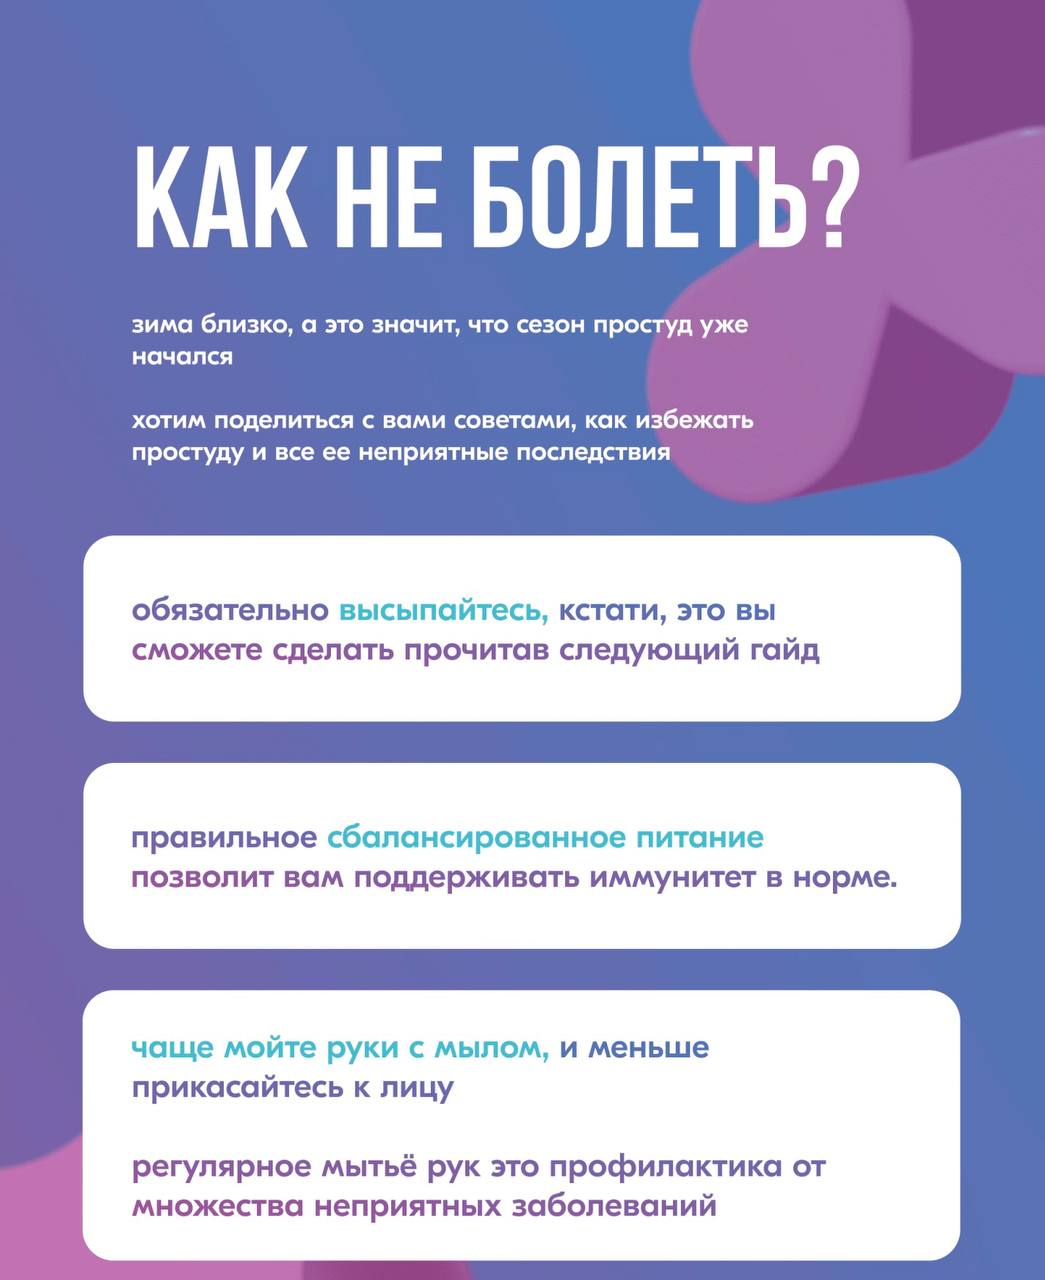 КАК НЕ БОЛЕТЬ?
зима близко, а это значит, что сезон простуд уже
начался
хотим поделиться с вами советами, как избежать
простуду и все ее неприятные последствия
обязательно высыпайтесь, кстати, это вы
сможете сделать прочитав следующий гайд
правильное сбалансированное питание
позволит вам поддерживать иммунитет в норме.
чаще мойте руки с мылом, и меньше
прикасайтесь к лицу
регулярное мытьё рук это профилактика от
множества неприятных заболеваний